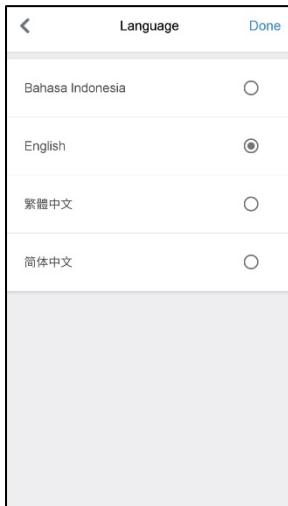 Language
Done
Bahasa Indonesia
English
繁體中文
简体中文